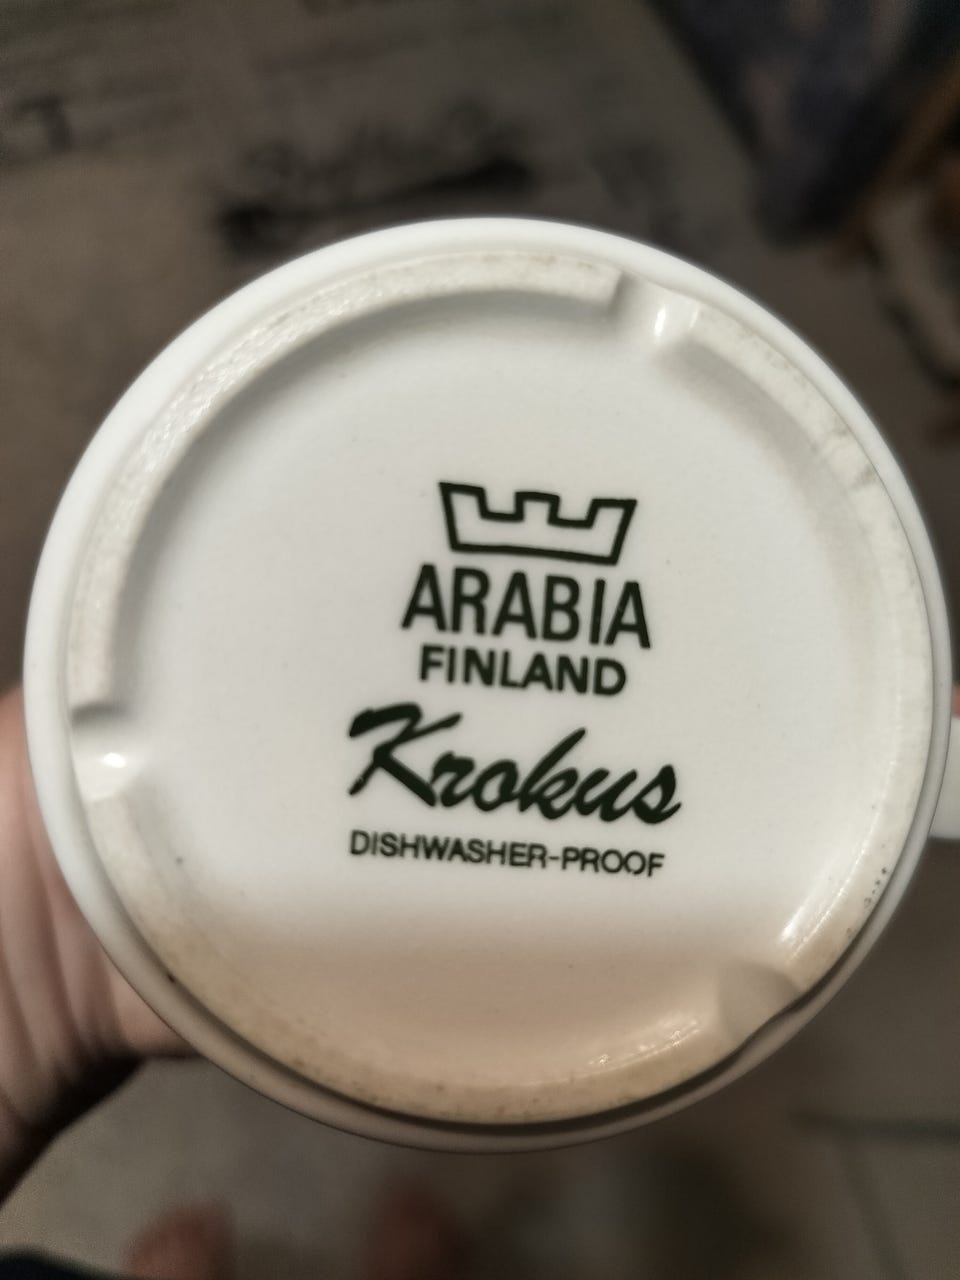 ARABIA
FINLAND
Krokus
DISHWASHER-PROOF